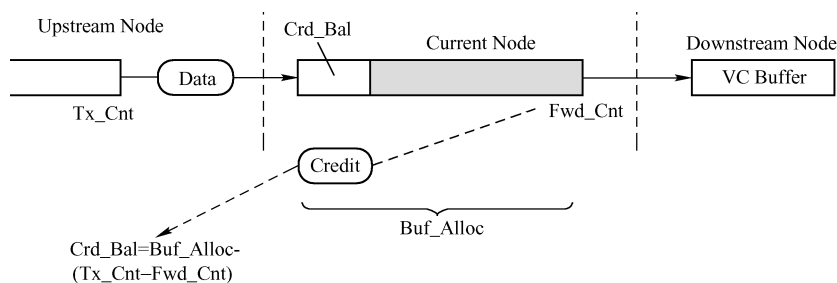 Upstream Node
Crd_Bal
Current Node
Downstream Node
Data
VC Buffer
Tx_Cnt
Fwd_Cnt
Credit
Buf_Alloc
Crd_Bal=Buf_Alloc-
(Tx_Cnt−Fwd_Cnt)